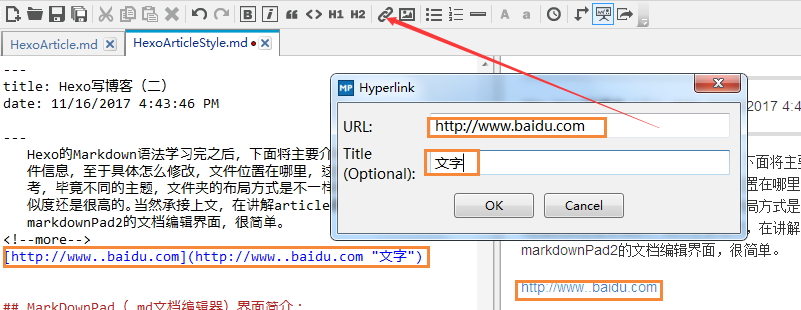 B i “ <> H1 H2 A a
HexoArticle.md HexoArticleStyle.md
---
title: Hexo写博客（二）
date: 11/16/2017 4:43:46 PM
---
Hexo的Markdown语法学习完之后，下面将主要介
件信息，至于具体怎么修改，文件位置在哪里，这
考，毕竟不同的主题，文件夹的布局方式是不一样
似度还是很高的。当然承接上文，在讲解article
markdownPad2的文档编辑界面，很简单。
<!--more-->
[http://www..baidu.com](http://www..baidu.com "文字")
## MarkDownPad（.md文档编辑器）界面简介：
MP Hyperlink
URL: http://www.baidu.com
Title 文字
(Optional):
OK Cancel
2017 4:4
下面将主
置在哪里
局方式是
，在讲解
markdownPad2的文档编辑界面，很简单。
http://www..baidu.com